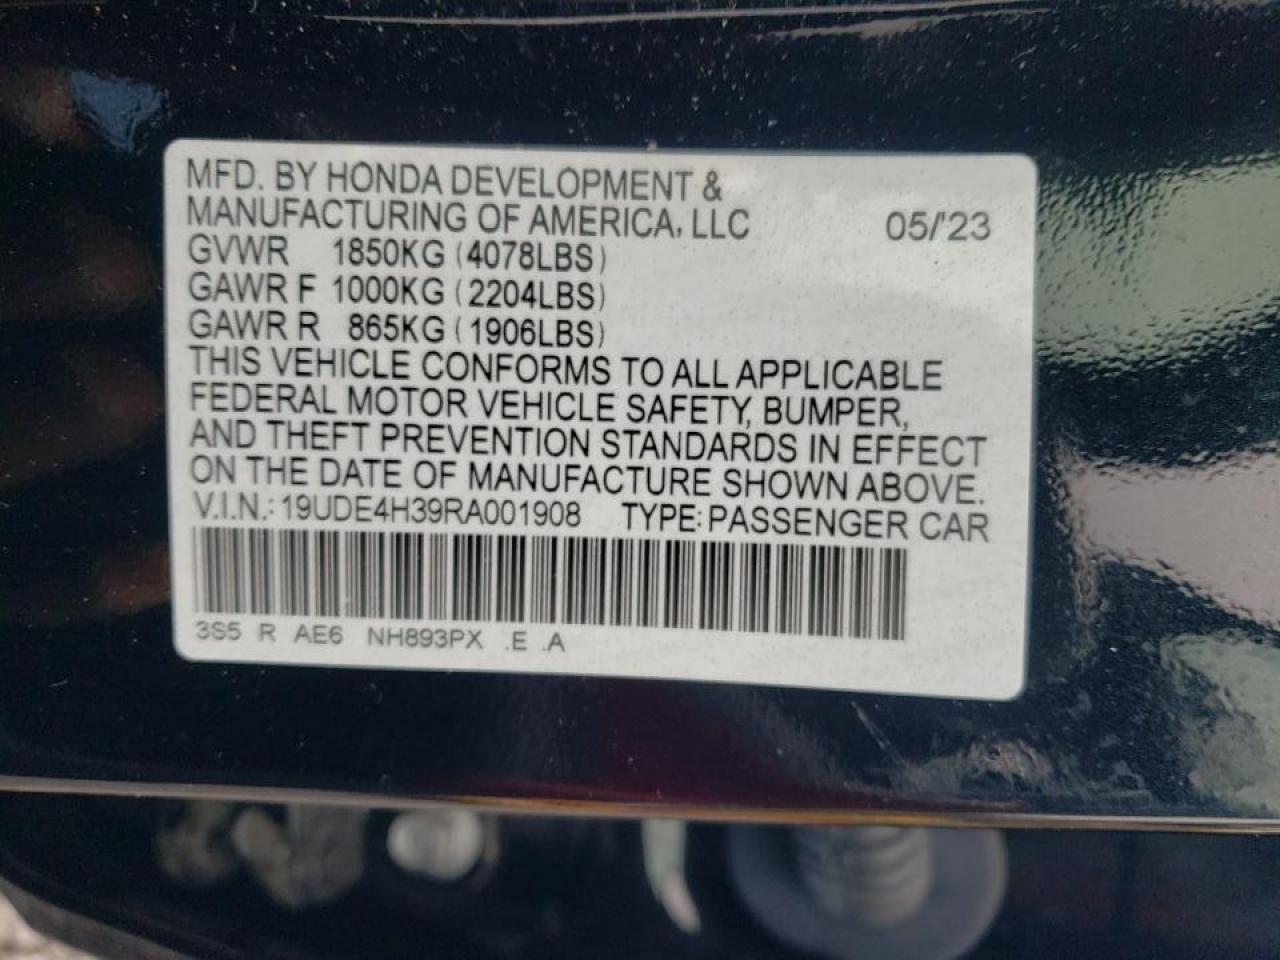 MFD. BY HONDA DEVELOPMENT &
MANUFACTURING OF AMERICA, LLC 05/'23
GVWR 1850KG (4078LBS)
GAWR F 1000KG (2204LBS)
GAWR R 865KG (1906LBS)
THIS VEHICLE CONFORMS TO ALL APPLICABLE
FEDERAL MOTOR VEHICLE SAFETY, BUMPER,
AND THEFT PREVENTION STANDARDS IN EFFECT
ON THE DATE OF MANUFACTURE SHOWN ABOVE.
V.I.N.: 19UDE4H39RA001908 TYPE: PASSENGER CAR
3S5 R AE6 NH893PX .E .A